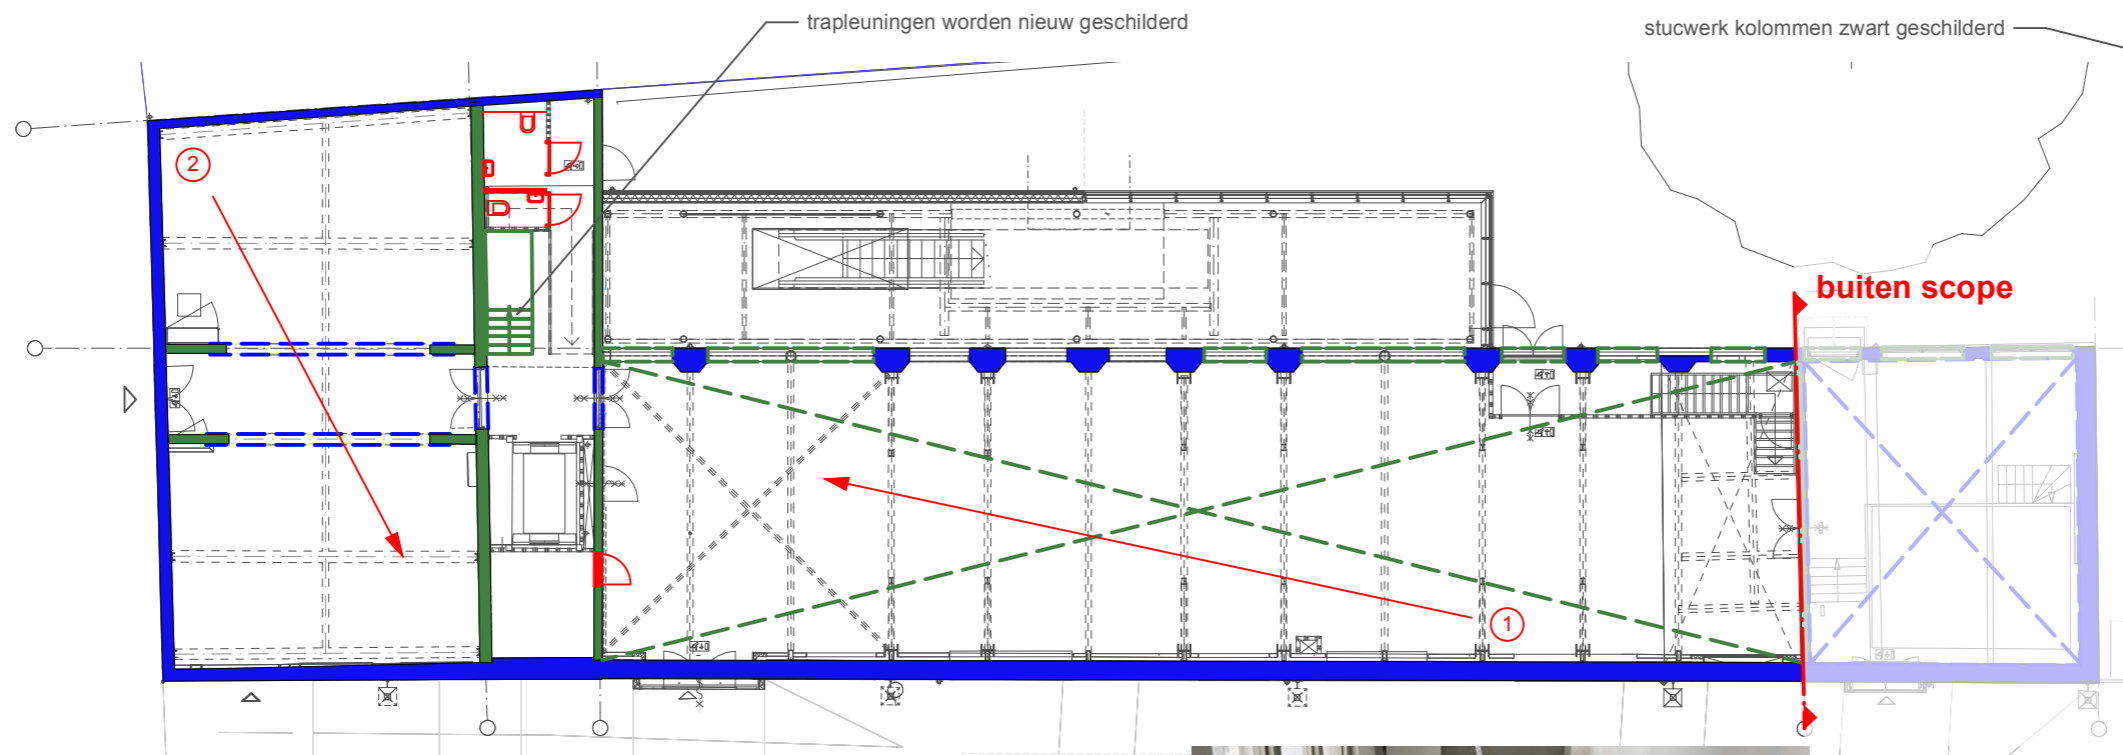 trapleuningen worden nieuw geschilderd
stucwerk kolommen zwart geschilderd
2
buiten scope
1